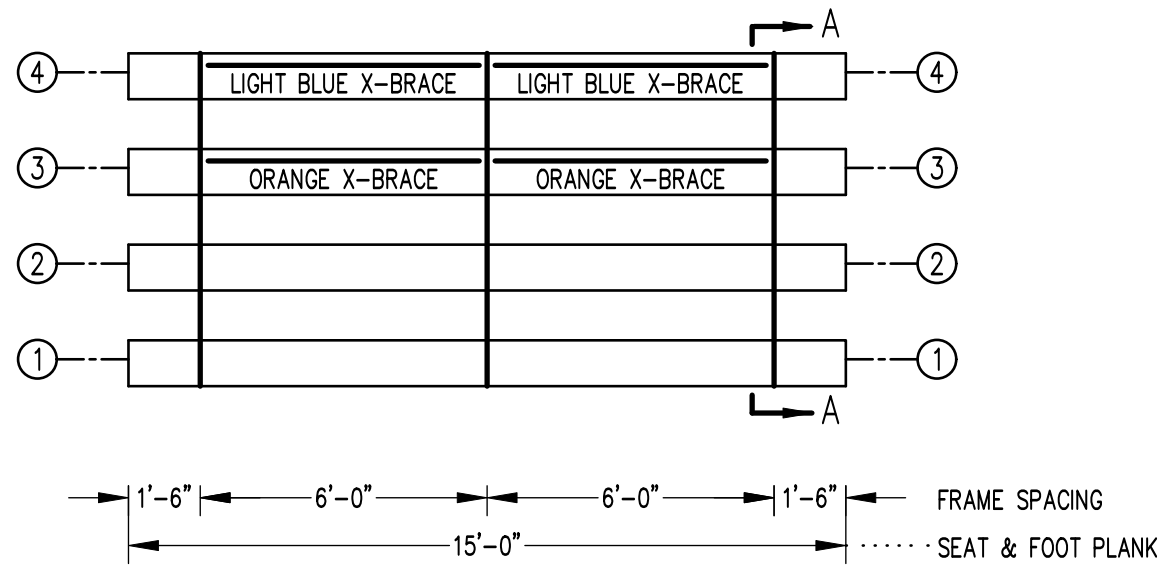 A
4 LIGHT BLUE X-BRACE LIGHT BLUE X-BRACE 4
3 ORANGE X-BRACE ORANGE X-BRACE 3
2 2
1 1
A
1'-6" 6'-0" 6'-0" 1'-6" FRAME SPACING
15'-0" SEAT & FOOT PLANK